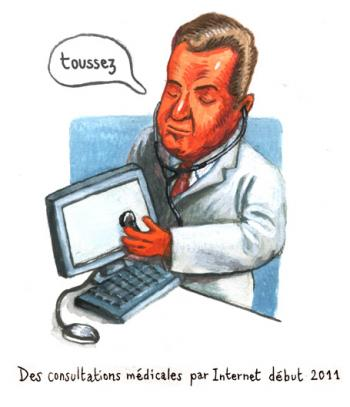 toussez
Des consultations médicales par Internet début 2011